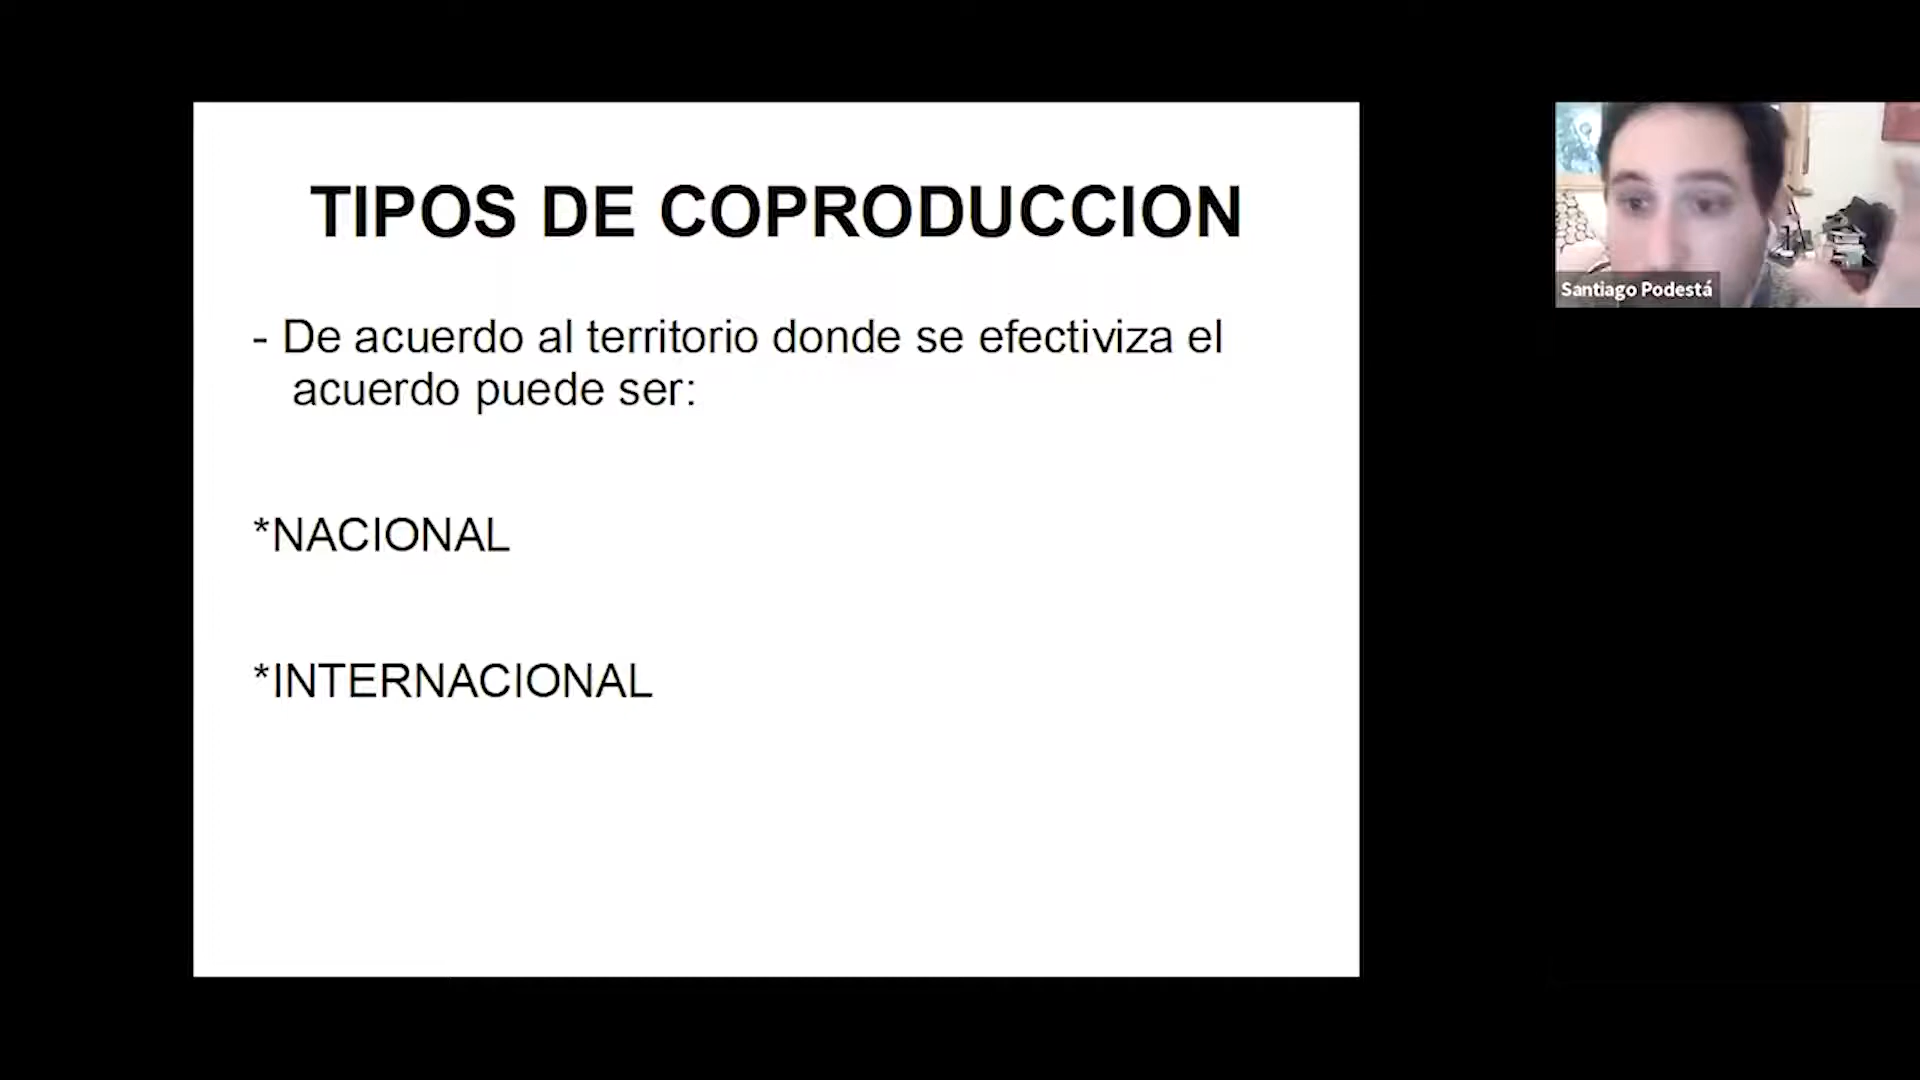 TIPOS DE COPRODUCCION
- De acuerdo al territorio donde se efectiviza el
acuerdo puede ser:
*NACIONAL
*INTERNACIONAL
Santiago Podestá